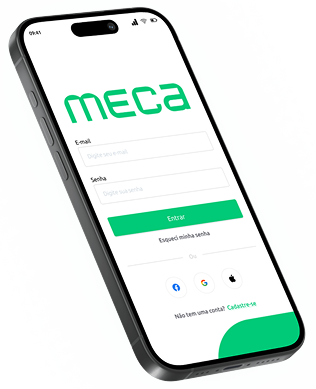 09:41
meca
E-mail
Digite seu e-mail
Senha
Digite sua senha
Entrar
Esqueci minha senha
Ou
Não tem uma conta? Cadastre-se